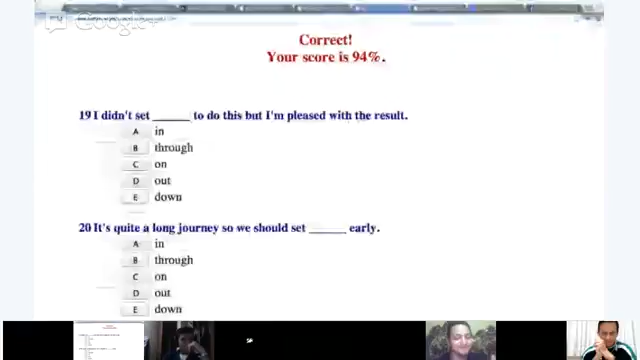 Google+
Correct!
Your score is 94%.
19 I didn't set ______ to do this but I'm pleased with the result.
A in
B through
C on
D out
E down
20 It's quite a long journey so we should set ______ early.
A in
B through
C on
D out
E down